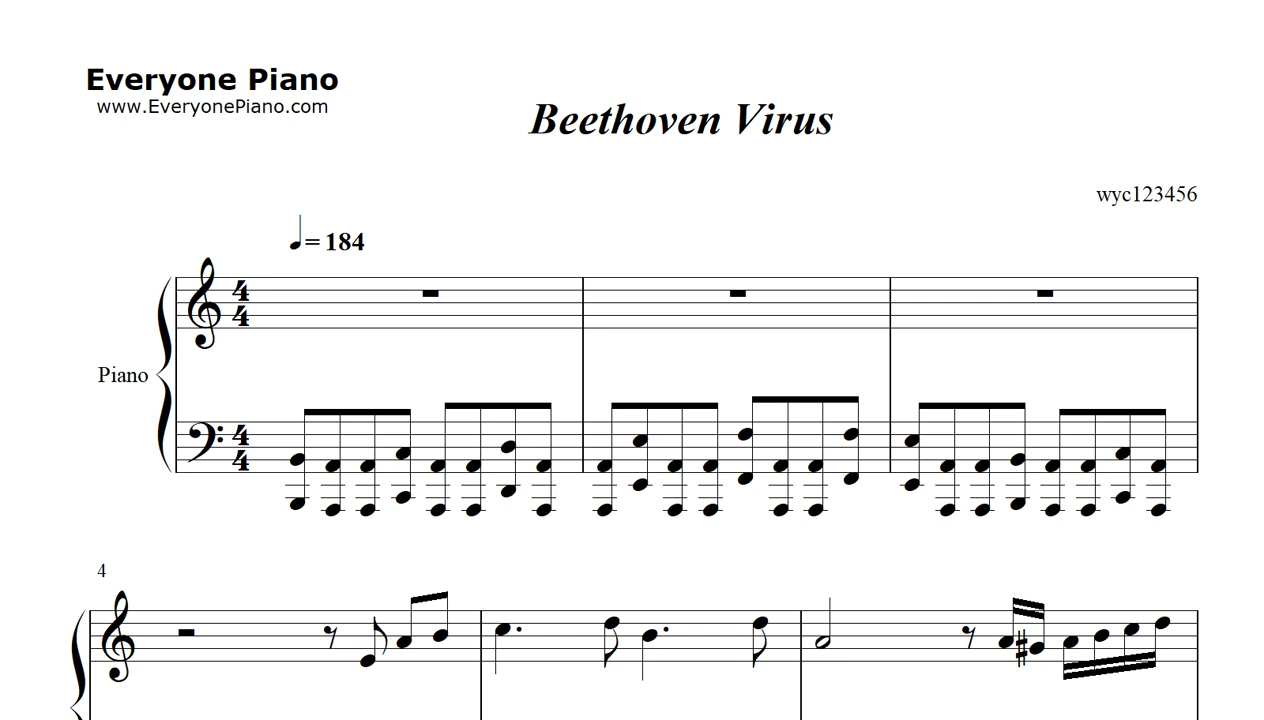 Everyone Piano
www.EveryonePiano.com
Beethoven Virus
wyc123456
= 184
4
4
Piano
4
4
4